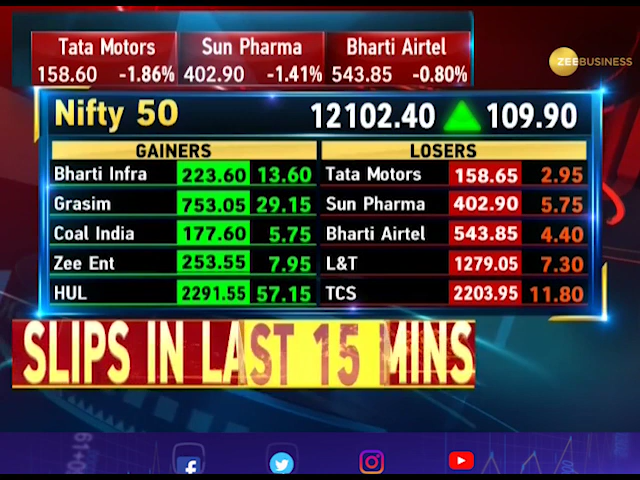 Tata Motors Sun Pharma Bharti Airtel
158.60 -1.86% 402.90 -1.41% 543.85 -0.80%
ZEEBUSINESS
Nifty 50 12102.40 109.90
GAINERS LOSERS
Bharti Infra 223.60 13.60 Tata Motors 158.65 2.95
Grasim 753.05 29.15 Sun Pharma 402.90 5.75
Coal India 177.60 5.75 Bharti Airtel 543.85 4.40
Zee Ent 253.55 7.95 L&T 1279.05 7.30
HUL 2291.55 57.15 TCS 2203.95 11.80
SLIPS IN LAST 15 MINS